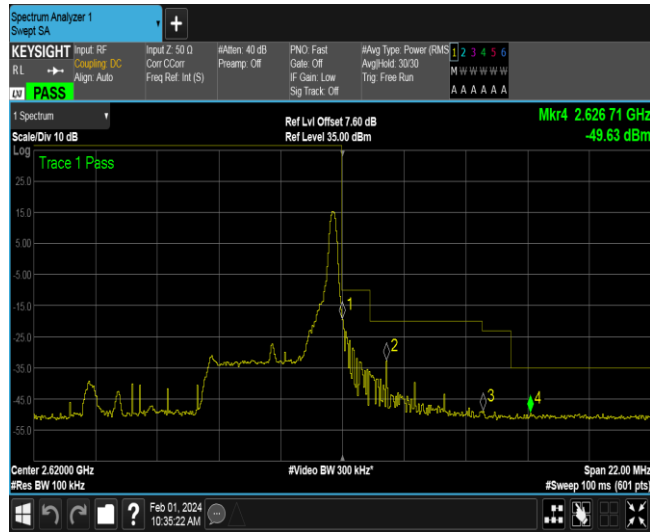 Spectrum Analyzer 1
Swept SA
+
KEYSIGHT
RL
PASS
Input: RF
Coupling: DC
Align: Auto
Input Z: 50 Ω
Corr CCorr
Freq Ref: Int (S)
#Atten: 40 dB
Preamp: Off
PNO: Fast
Gate: Off
IF Gain: Low
Sig Track: Off
#Avg Type: Power (RMS
Avg|Hold: 30/30
Trig: Free Run
1 2 3 4 5 6
M W W W W W
A A A A A A
1 Spectrum
Scale/Div 10 dB
Ref Lvl Offset 7.60 dB
Ref Level 35.00 dBm
Mkr4 2.626 71 GHz
-49.63 dBm
Log
Trace 1 Pass
25.0
15.0
5.00
-5.00
-15.0
-25.0
-35.0
-45.0
-55.0
1
2
3
4
Center 2.62000 GHz
#Res BW 100 kHz
#Video BW 300 kHz*
Span 22.00 MHz
#Sweep 100 ms (601 pts)
?
Feb 01, 2024
10:35:22 AM